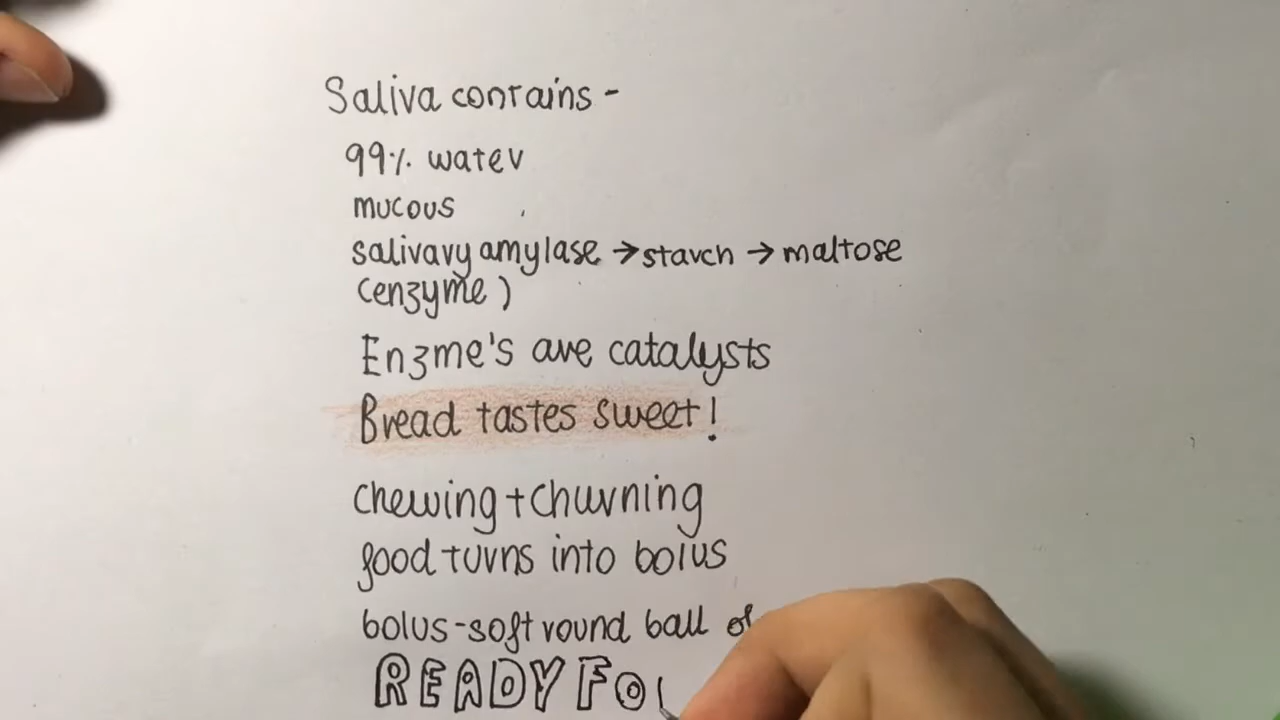 Saliva contains -
99% water
mucous
salivary amylase → starch → maltose
(enzyme)
Enzme's are catalysts
Bread tastes sweet!
chewing + churning
food turns into bolus
bolus - soft round ball of
READY FO